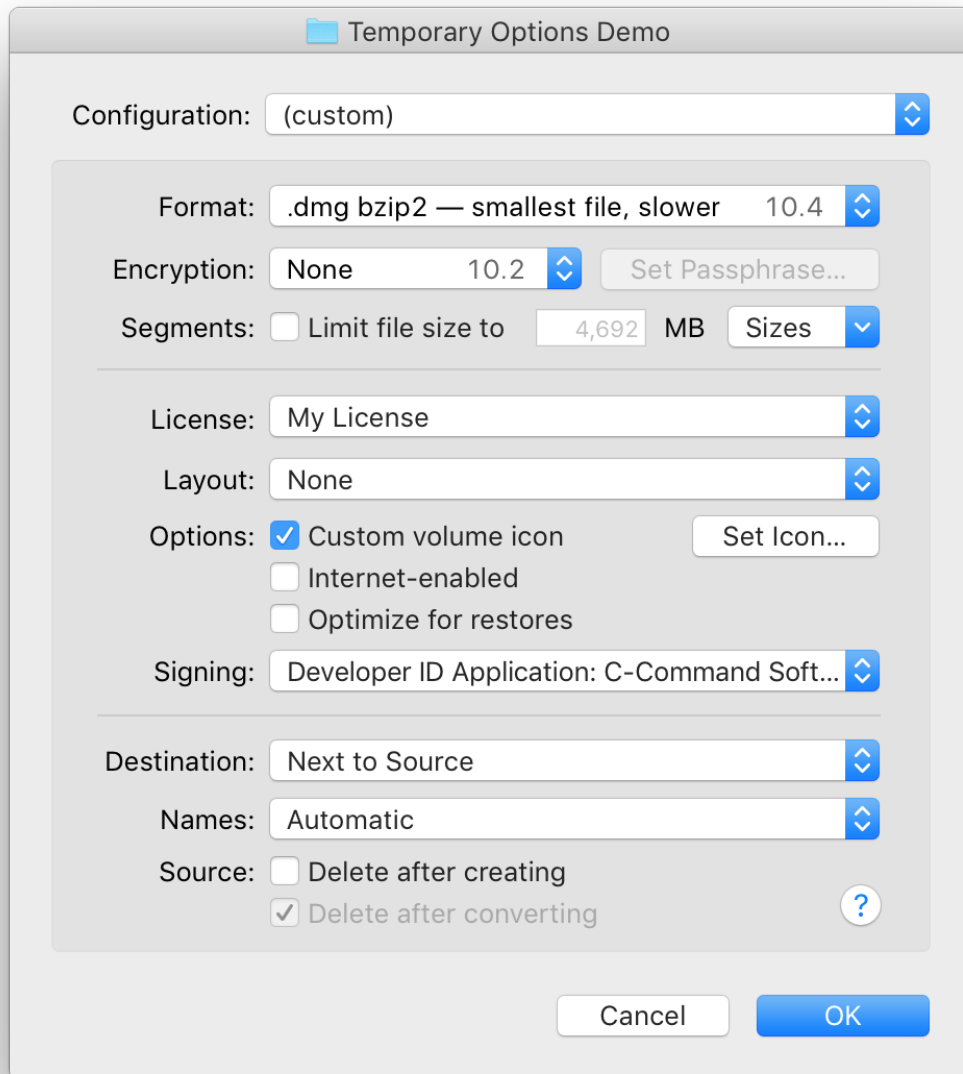 Temporary Options Demo
Configuration: (custom)
Format: .dmg bzip2 — smallest file, slower 10.4
Encryption: None 10.2 Set Passphrase...
Segments: Limit file size to 4,692 MB Sizes
License: My License
Layout: None
Options: Custom volume icon Set Icon...
Internet-enabled
Optimize for restores
Signing: Developer ID Application: C-Command Soft...
Destination: Next to Source
Names: Automatic
Source: Delete after creating
Delete after converting
?
Cancel OK